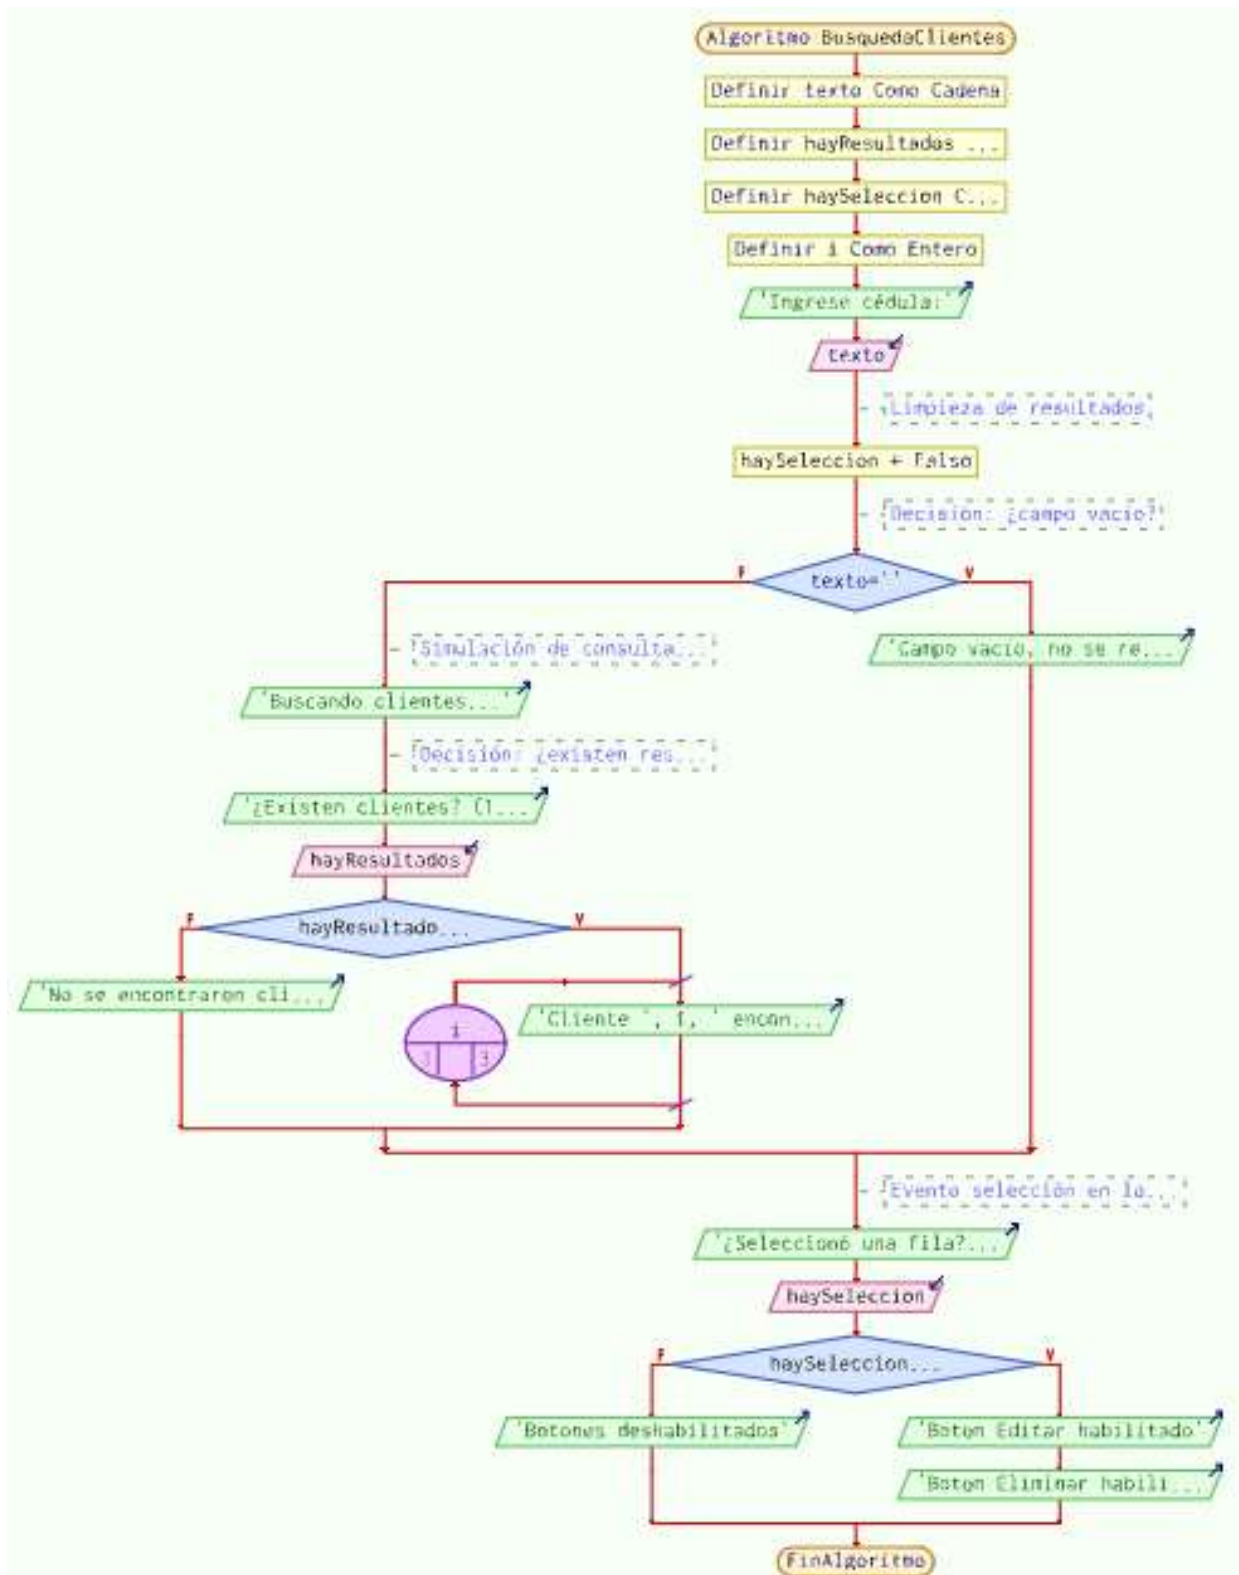 Algoritmo BusquedaClientes
Definir texto Como Cadena
Definir hayResultados ...
Definir haySeleccion C...
Definir i Como Entero
'Ingrese cédula:'
texto
Limpieza de resultados
haySeleccion ← Falso
Decisión: ¿campo vacío?
F
texto=''
V
Simulación de consulta...
'Campo vacío, no se re...
'Buscando clientes...'
Decisión: ¿existen res...
'¿Existen clientes? (1...
hayResultados
F
hayResultado...
V
'No se encontraron cli...
'Cliente ', i, ' encon...
i
1
3
Evento selección en la...
'¿Seleccionó una fila?...
haySeleccion
F
haySeleccion...
V
'Botones deshabilitados'
'Boton Editar habilitado'
'Boton Eliminar habili...
FinAlgoritmo